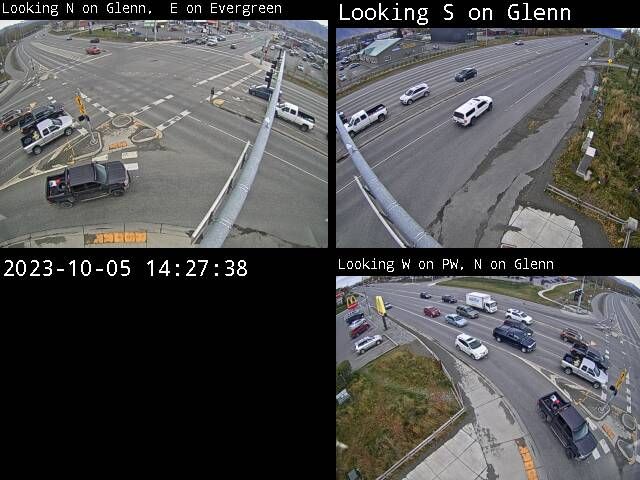 Looking N on Glenn,  E on Evergreen
Looking S on Glenn
2023-10-05 14:27:38
Looking W on PW, N on Glenn